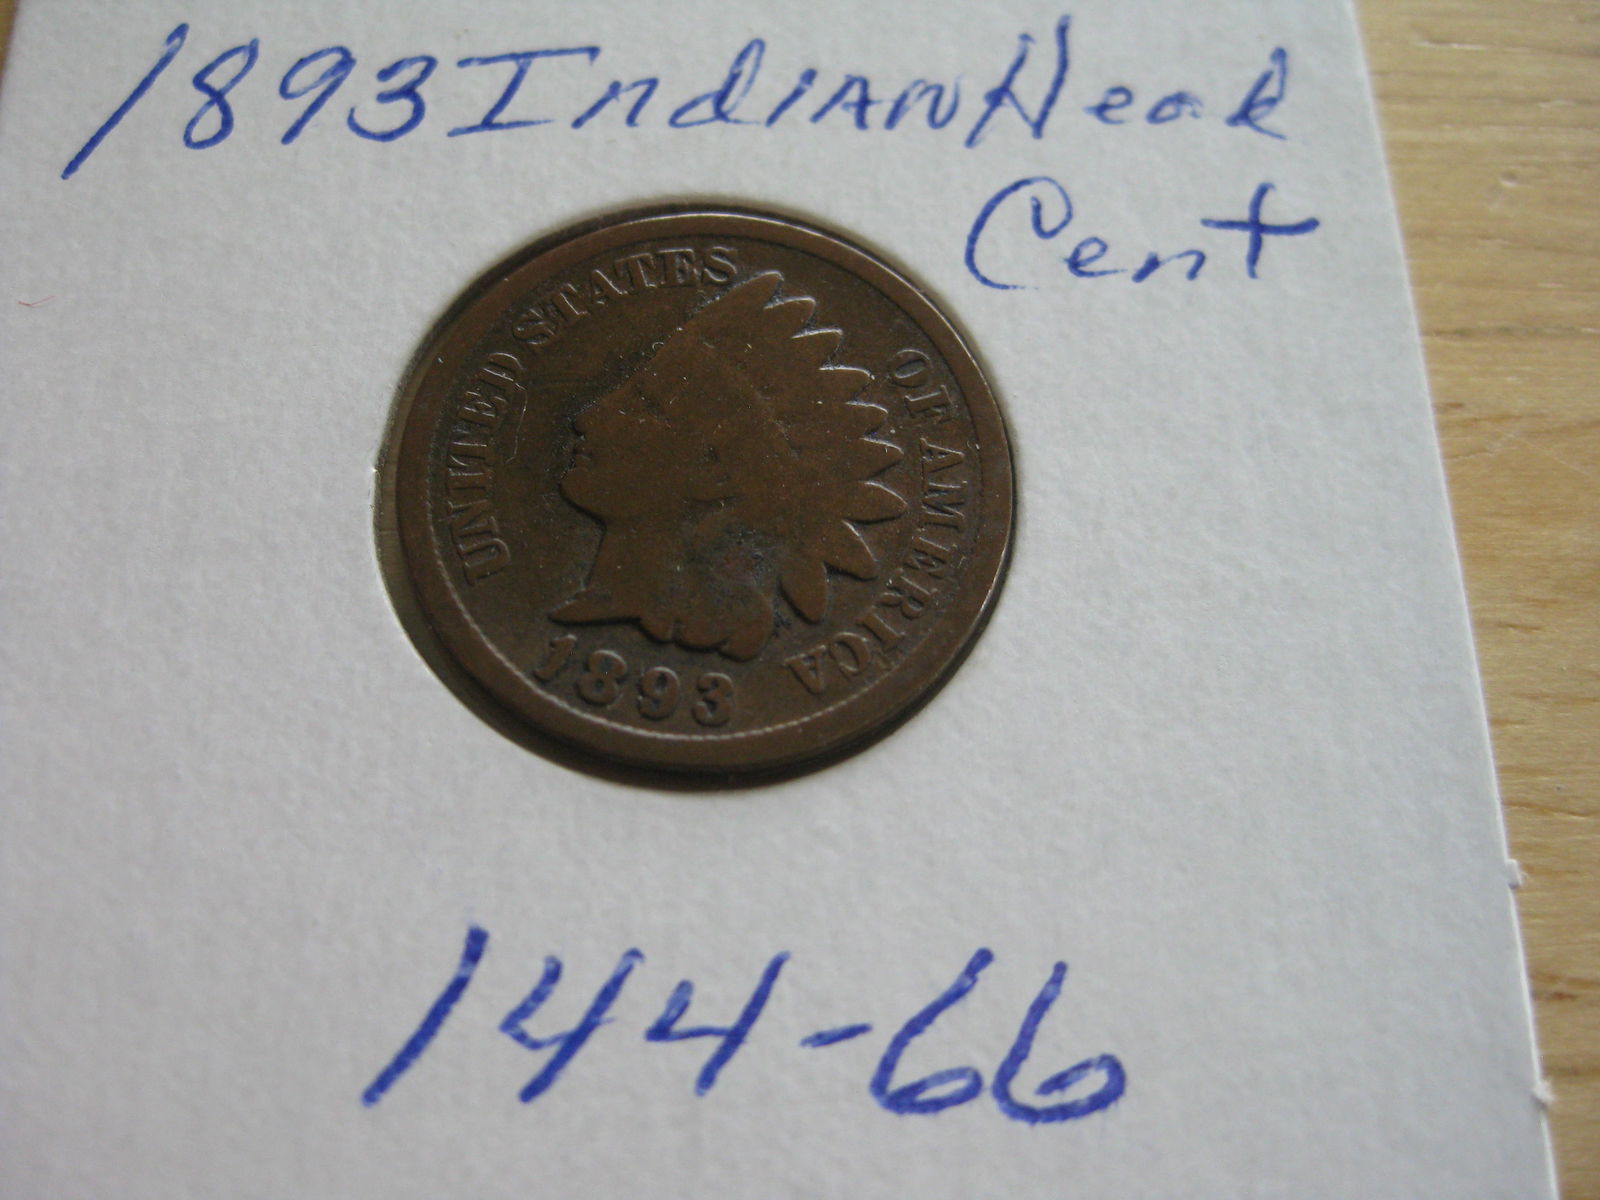 1893 Indian Head
Cent
UNITED STATES
OF AMERICA
1893
144-66